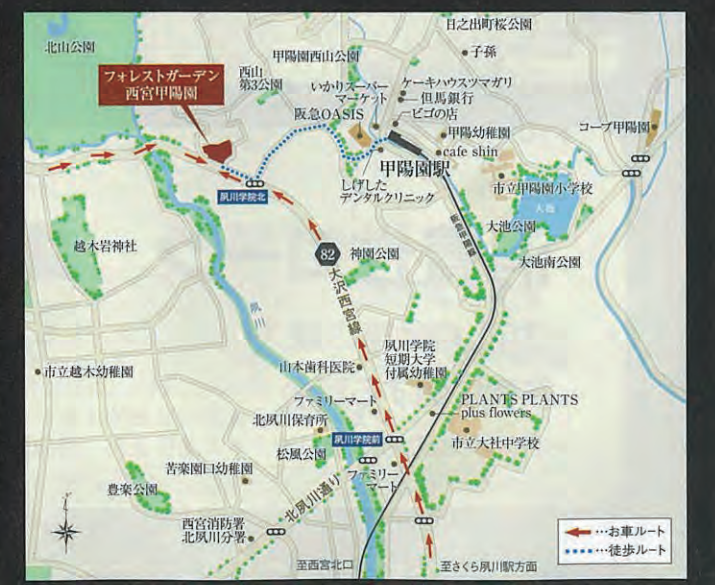 日之出町桜公園
北山公園
甲陽園西山公園
子孫
フォレストガーデン
西宮甲陽園
西山
第3公園
いかりスーパー
マーケット
ケーキハウスツマガリ
但馬銀行
ビゴの店
阪急OASIS
甲陽幼稚園
コープ甲陽園
cafe shin
甲陽園駅
しげした
デンタルクリニック
市立甲陽園小学校
夙川学院北
大池
大池公園
阪急甲陽線
越木岩神社
82
神園公園
大池南公園
大沢西宮線
夙川
市立越木幼稚園
山本歯科医院
夙川学院
短期大学
付属幼稚園
ファミリーマート
PLANTS PLANTS
plus flowers
北夙川保育所
夙川学院前
市立大社中学校
松風公園
苦楽園口幼稚園
ファミリー
マート
豊楽公園
北夙川通り
西宮消防署
北夙川分署
至西宮北口
至さくら夙川駅方面
…お車ルート
…徒歩ルート